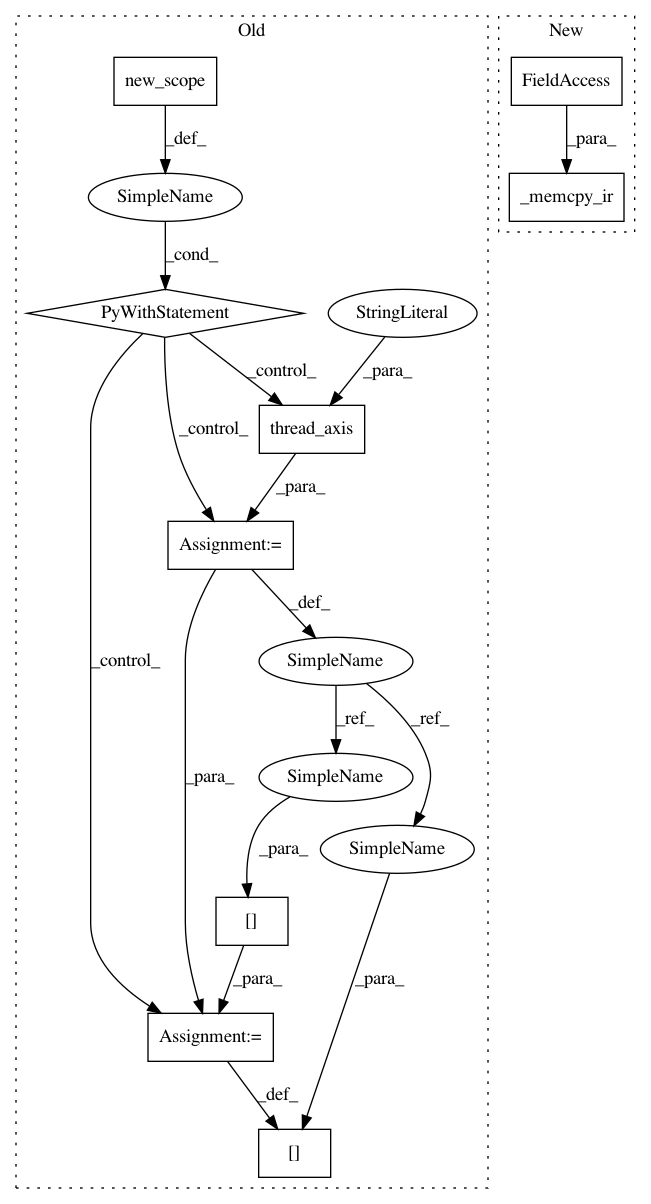 Old
New
new_scope
FieldAccess
_def_
_para_
SimpleName
_memcpy_ir
_cond_
PyWithStatement
StringLiteral
_control_
_para_
_control_
thread_axis
_para_
Assignment:=
_def_
_control_
SimpleName
_ref_
_ref_
_para_
SimpleName
_para_
SimpleName
[]
_para_
_para_
Assignment:=
_def_
[]